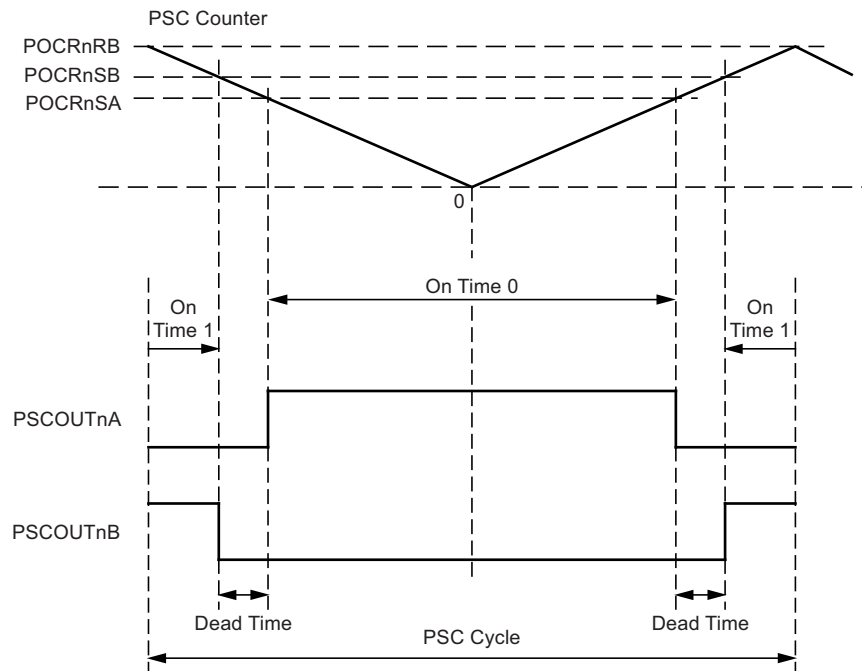 PSC Counter
POCRnRB
POCRnSB
POCRnSA
0
On Time 0
On
Time 1
On
Time 1
PSCOUTnA
PSCOUTnB
Dead Time
Dead Time
PSC Cycle